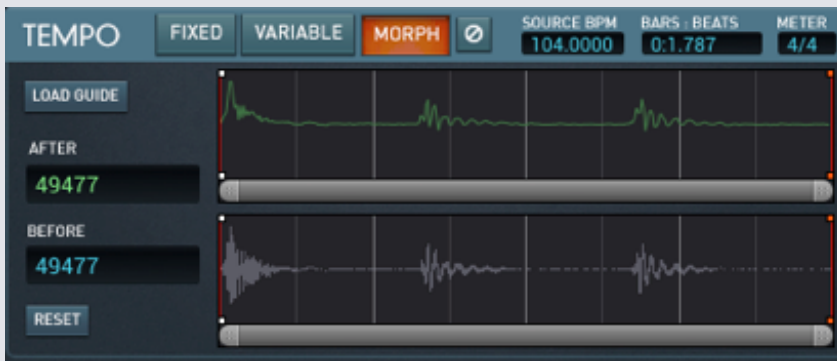 TEMPO FIXED VARIABLE MORPH SOURCE BPM BARS : BEATS METER
104.0000 0:1.787 4/4
LOAD GUIDE
AFTER
49477
BEFORE
49477
RESET